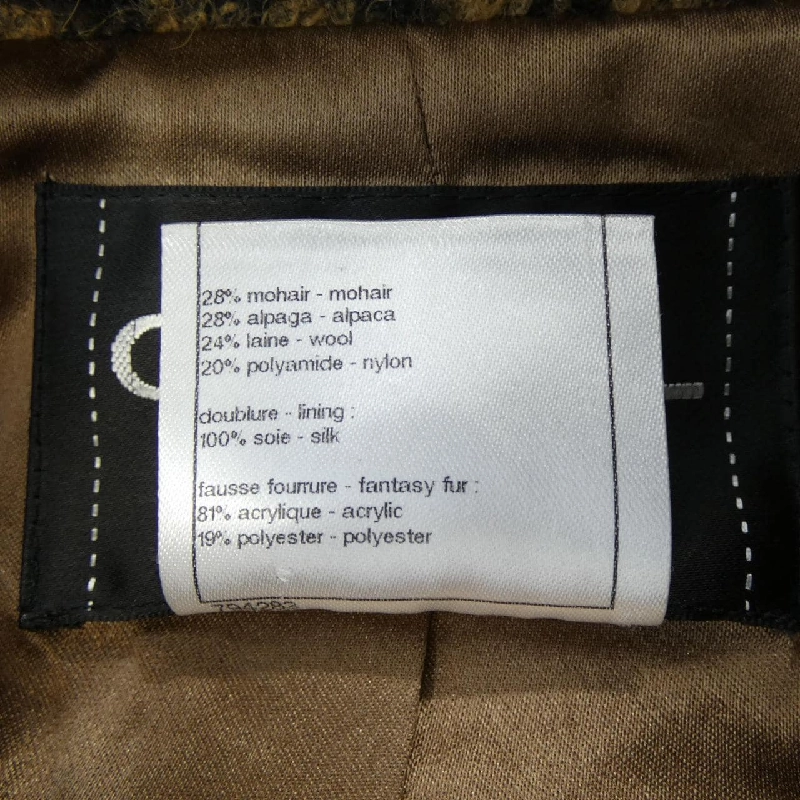 28% mohair - mohair
28% alpaga - alpaca
24% laine - wool
20% polyamide - nylon
doublure - lining :
100% soie - silk
fausse fourrure - fantasy fur :
81% acrylique - acrylic
19% polyester - polyester